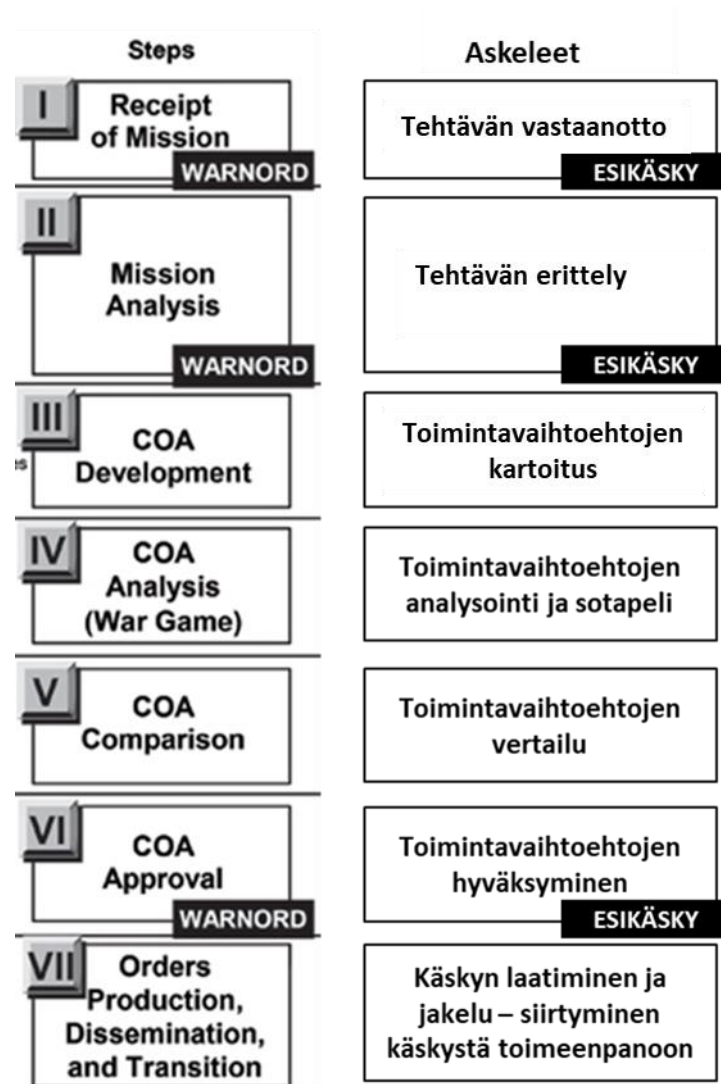 Steps
Askeleet
I
Receipt
of Mission
WARNORD
Tehtävän vastaanotto
ESIKÄSKY
II
Mission
Analysis
WARNORD
Tehtävän erittely
ESIKÄSKY
III
es
COA
Development
Toimintavaihtoehtojen
kartoitus
IV
COA
Analysis
(War Game)
Toimintavaihtoehtojen
analysointi ja sotapeli
V
COA
Comparison
Toimintavaihtoehtojen
vertailu
VI
COA
Approval
WARNORD
Toimintavaihtoehtojen
hyväksyminen
ESIKÄSKY
VII
Orders
Production,
Dissemination,
and Transition
Käskyn laatiminen ja
jakelu – siirtyminen
käskystä toimeenpanoon